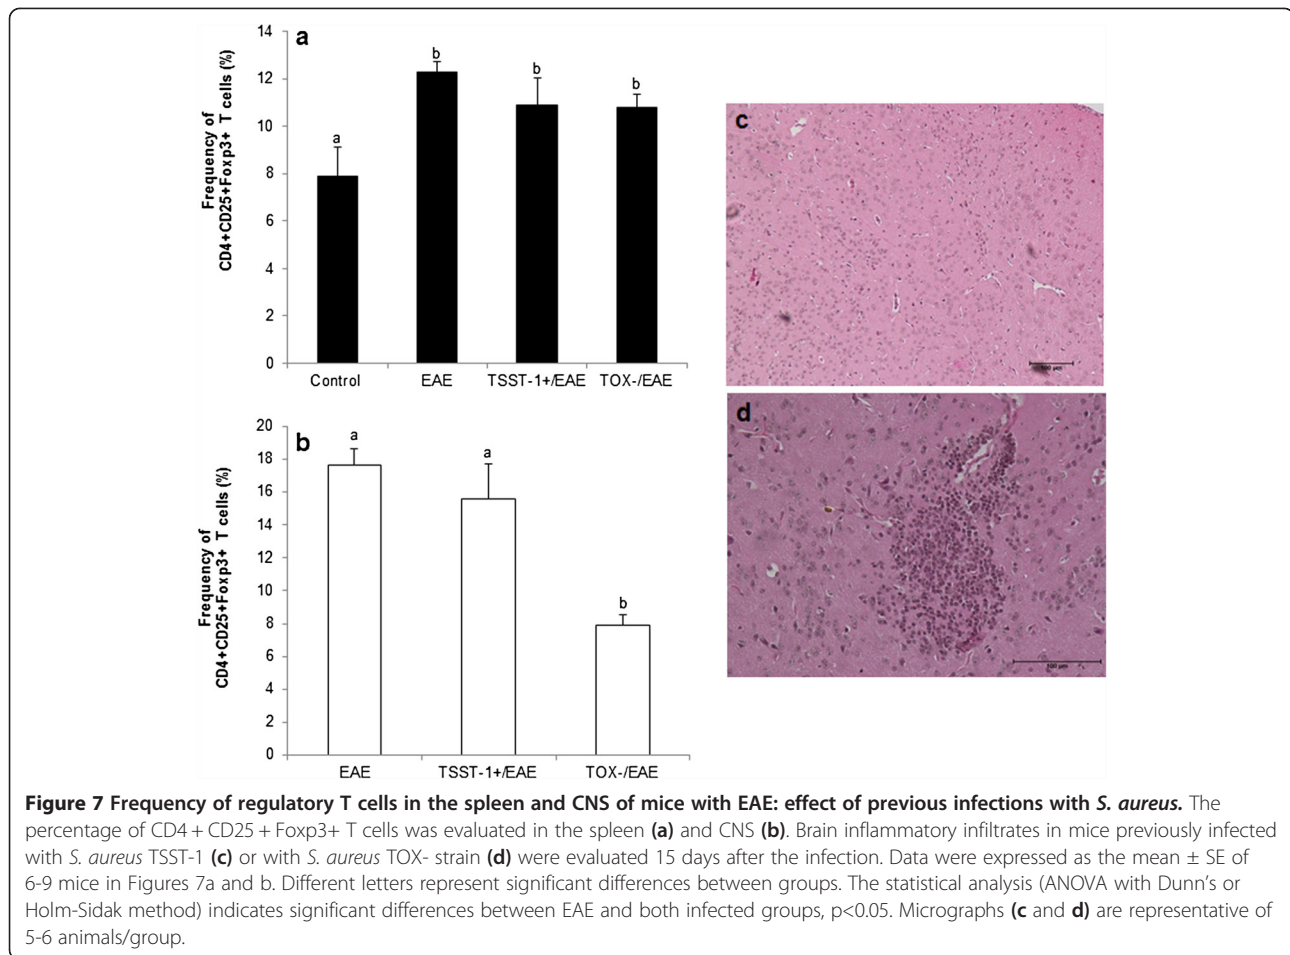 a
Frequency of
CD4+CD25+Foxp3+ T cells (%)
14
12
10
8
6
4
2
0
a
b
b
b
Control
EAE
TSST-1+/EAE
TOX-/EAE
b
Frequency of
CD4+CD25+Foxp3+ T cells (%)
20
18
16
14
12
10
8
6
4
2
0
a
a
b
EAE
TSST-1+/EAE
TOX-/EAE
c
100 µm
d
100 µm
Figure 7 Frequency of regulatory T cells in the spleen and CNS of mice with EAE: effect of previous infections with S. aureus. The
percentage of CD4 + CD25 + Foxp3+ T cells was evaluated in the spleen (a) and CNS (b). Brain inflammatory infiltrates in mice previously infected
with S. aureus TSST-1 (c) or with S. aureus TOX- strain (d) were evaluated 15 days after the infection. Data were expressed as the mean ± SE of
6-9 mice in Figures 7a and b. Different letters represent significant differences between groups. The statistical analysis (ANOVA with Dunn's or
Holm-Sidak method) indicates significant differences between EAE and both infected groups, p<0.05. Micrographs (c and d) are representative of
5-6 animals/group.